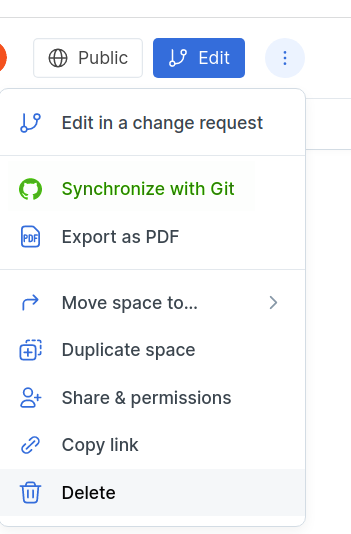 Public
Edit
Edit in a change request
Synchronize with Git
PDF
Export as PDF
Move space to...
Duplicate space
Share & permissions
Copy link
Delete